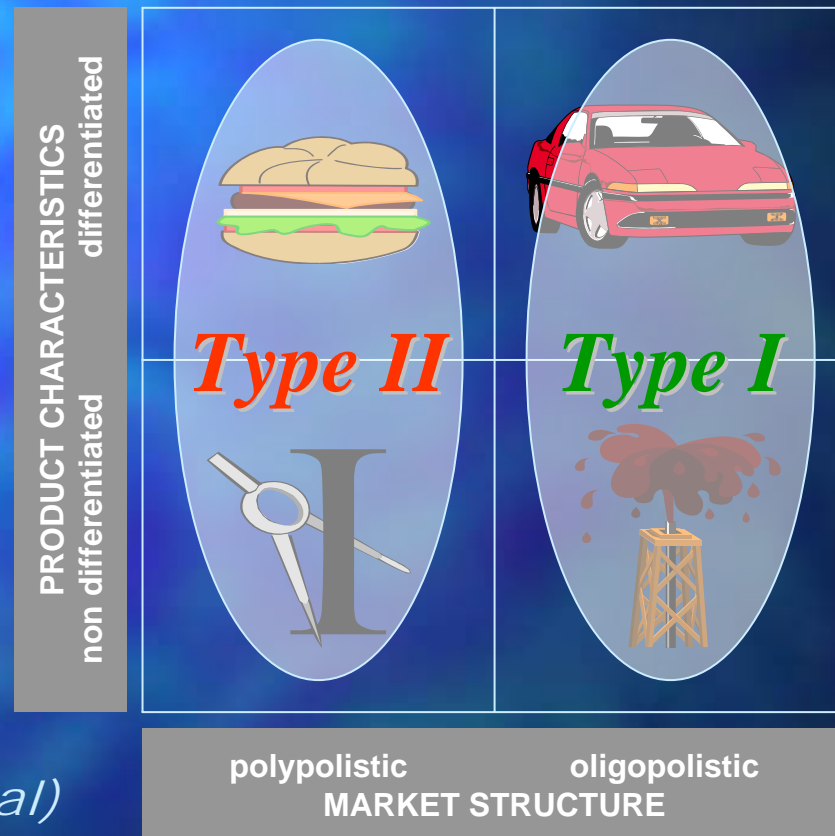 PRODUCT CHARACTERISTICS
differentiated
non differentiated
Type II
Type I
polypolistic
oligopolistic
MARKET STRUCTURE
al)